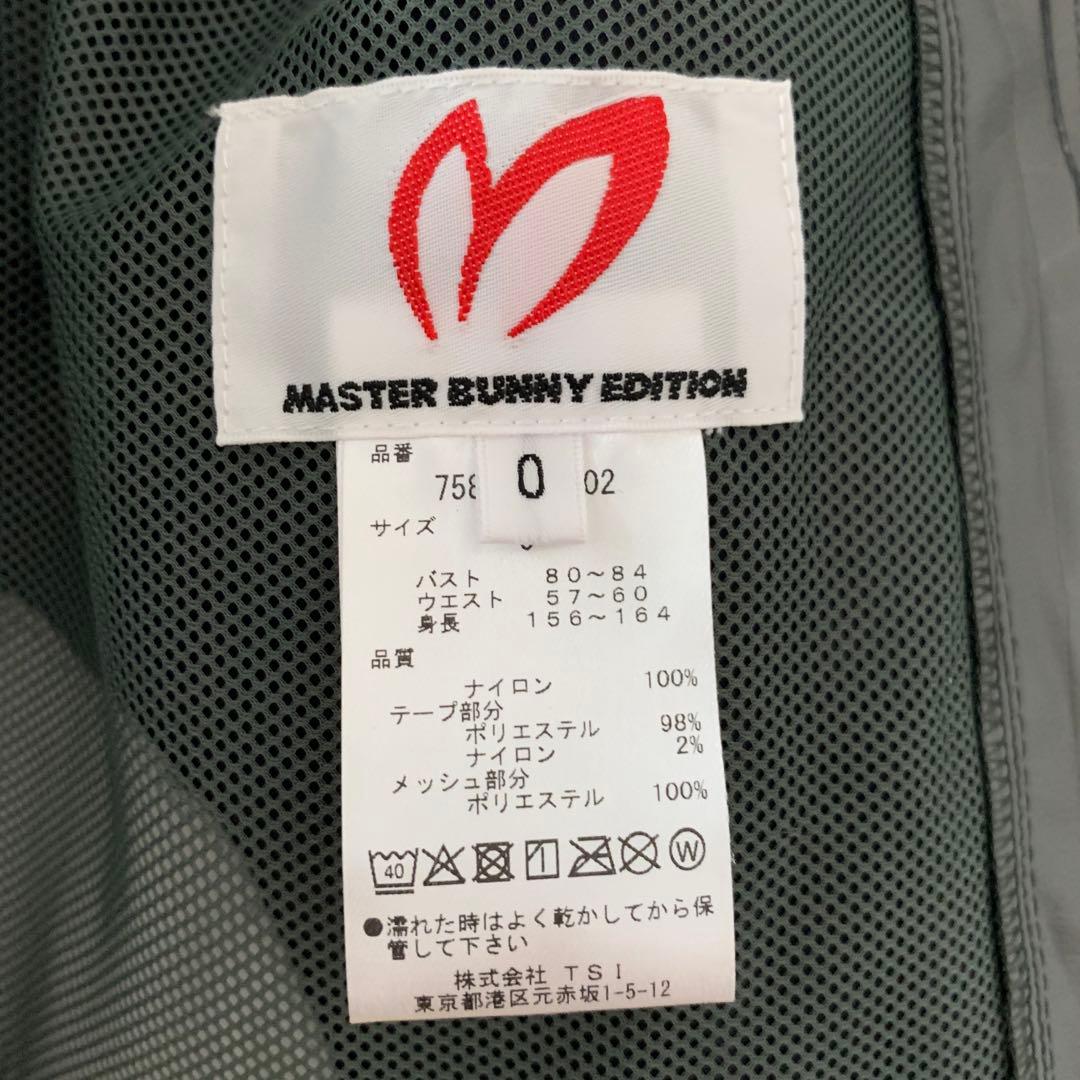 MASTER BUNNY EDITION
品番
758 02
0
サイズ
バスト 80～84
ウエスト 57～60
身長 156～164
品質
ナイロン 100%
テープ部分
ポリエステル 98%
ナイロン 2%
メッシュ部分
ポリエステル 100%
40 W
●濡れた時はよく乾かしてから保
管して下さい
株式会社 TSI
東京都港区元赤坂1-5-12